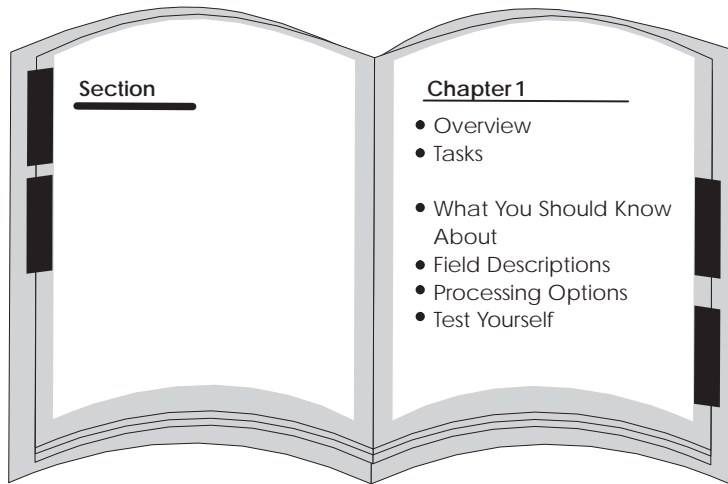 Section
Chapter 1
• Overview
• Tasks
• What You Should Know
About
• Field Descriptions
• Processing Options
• Test Yourself